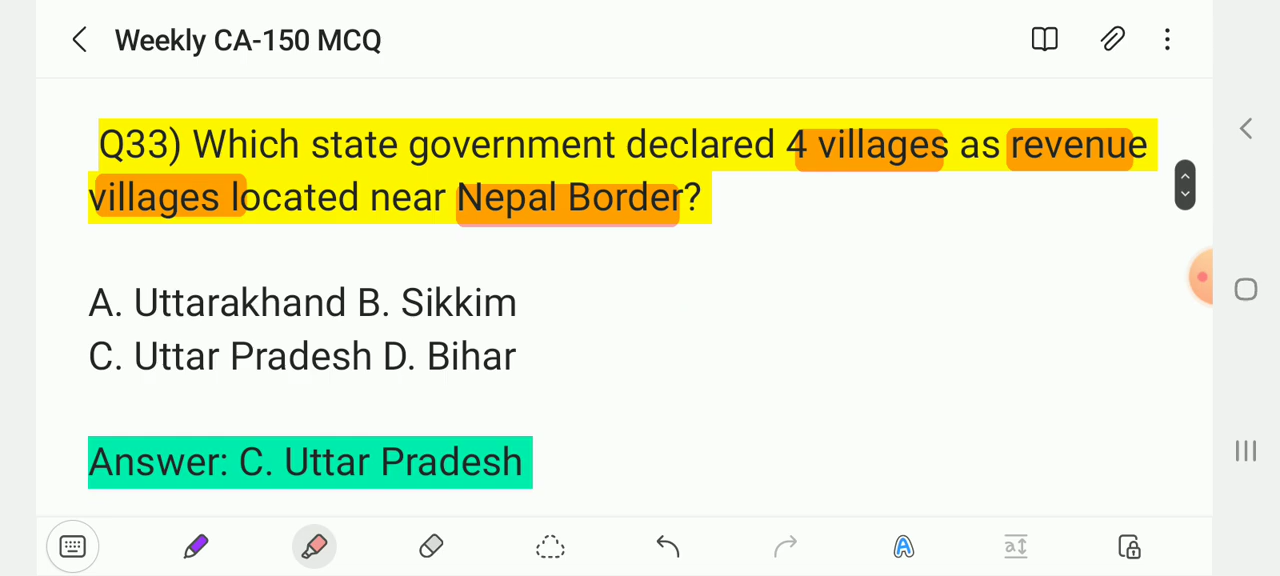 Weekly CA-150 MCQ
Q33) Which state government declared 4 villages as revenue
villages located near Nepal Border?
A. Uttarakhand B. Sikkim
C. Uttar Pradesh D. Bihar
Answer: C. Uttar Pradesh
A
a